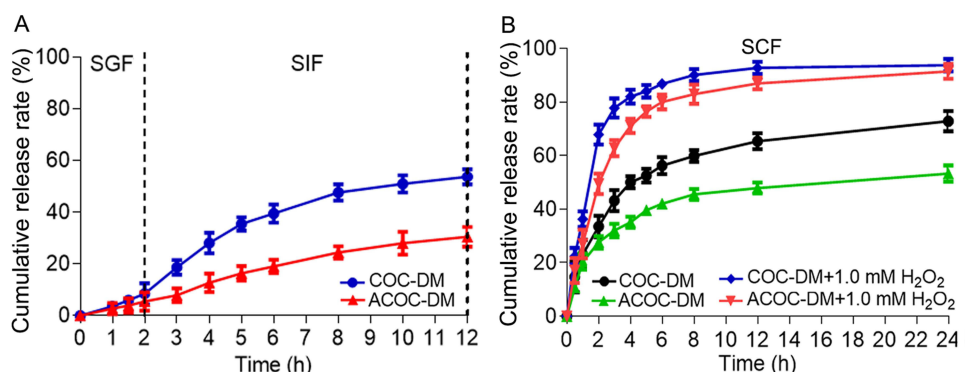 A
Cumulative release rate (%)
100
80
60
40
20
0
SGF
SIF
COC-DM
ACOC-DM
0 1 2 3 4 5 6 7 8 9 10 11 12
Time (h)
B
SCF
Cumulative release rate (%)
100
80
60
40
20
0
COC-DM
ACOC-DM
COC-DM+1.0 mM H₂O₂
ACOC-DM+1.0 mM H₂O₂
0 2 4 6 8 10 12 14 16 18 20 22 24
Time (h)